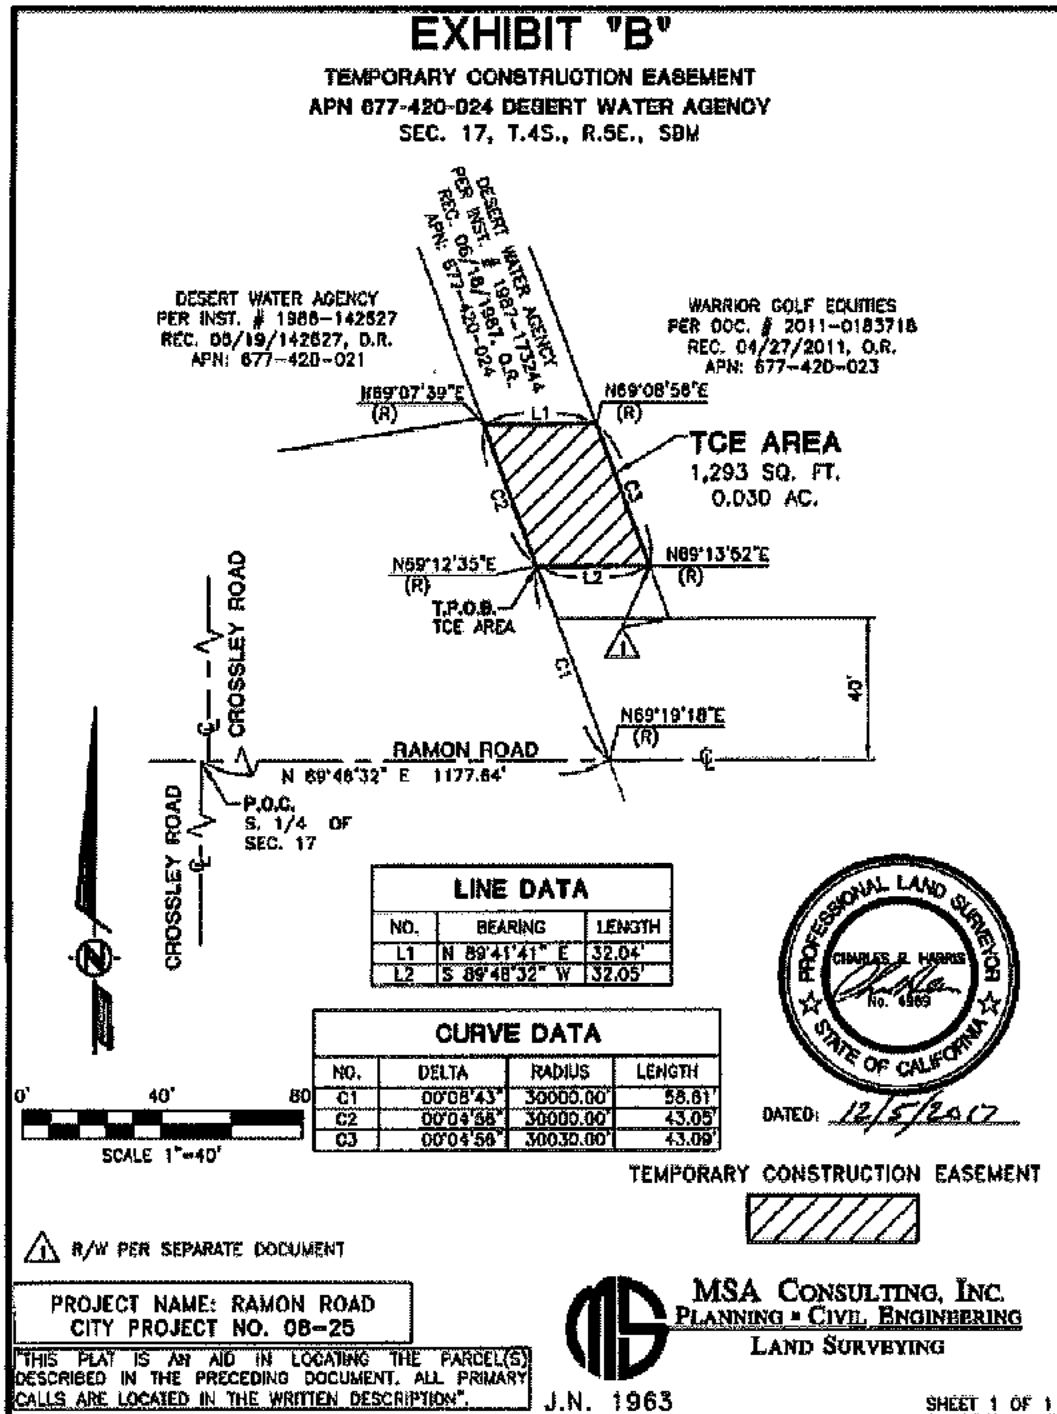 EXHIBIT "B"
TEMPORARY CONSTRUCTION EASEMENT
APN 677-420-024 DESERT WATER AGENCY
SEC. 17, T.4S., R.5E., SBM
DESERT WATER AGENCY
PER INST. # 1987-173244
REC. 06/18/1987, O.R.
APN: 677-420-024
DESERT WATER AGENCY
PER INST. # 1986-142627
REC. 06/19/142627, O.R.
APN: 677-420-021
WARRIOR GOLF EQUITIES
PER DOC. # 2011-0183718
REC. 04/27/2011, O.R.
APN: 677-420-023
N69°07'39"E
(R)
L1
N69°08'56"E
(R)
TCE AREA
1,293 SQ. FT.
0.030 AC.
C2
C3
N69°12'35"E
(R)
L2
N69°13'52"E
(R)
T.P.O.B.
TCE AREA
1
C1
40'
CROSSLEY ROAD
N69°19'18"E
(R)
RAMON ROAD
N 89°48'32" E 1177.64'
P.O.C.
S. 1/4 OF
SEC. 17
CROSSLEY ROAD
N
LINE DATA
NO. BEARING LENGTH
L1 N 89°41'41" E 32.04'
L2 S 89°48'32" W 32.05'
CURVE DATA
NO. DELTA RADIUS LENGTH
C1 00°06'43" 30000.00' 58.61'
C2 00°04'56" 30000.00' 43.05'
C3 00°04'56" 30030.00' 43.09'
PROFESSIONAL LAND SURVEYOR
CHARLES R. HARRIS
No. 4989
STATE OF CALIFORNIA
DATED: 12/5/2017
0' 40' 80
SCALE 1"=40'
TEMPORARY CONSTRUCTION EASEMENT
1 R/W PER SEPARATE DOCUMENT
PROJECT NAME: RAMON ROAD
CITY PROJECT NO. 08-25
"THIS PLAT IS AN AID IN LOCATING THE PARCEL(S)
DESCRIBED IN THE PRECEDING DOCUMENT. ALL PRIMARY
CALLS ARE LOCATED IN THE WRITTEN DESCRIPTION".
MSA CONSULTING, INC.
PLANNING ▪ CIVIL ENGINEERING
LAND SURVEYING
J.N. 1963
SHEET 1 OF 1